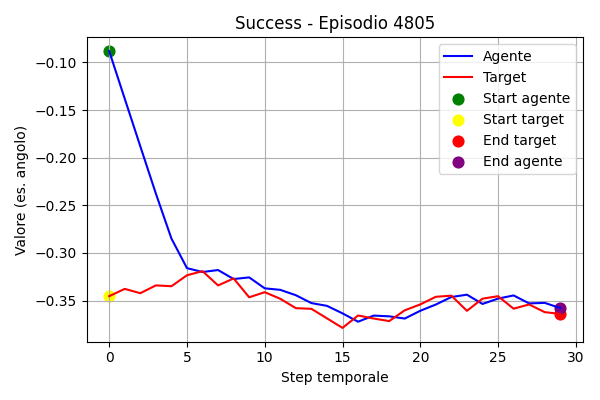 Success - Episodio 4805
Valore (es. angolo)
−0.10
−0.15
−0.20
−0.25
−0.30
−0.35
Agente
Target
Start agente
Start target
End target
End agente
0 5 10 15 20 25 30
Step temporale